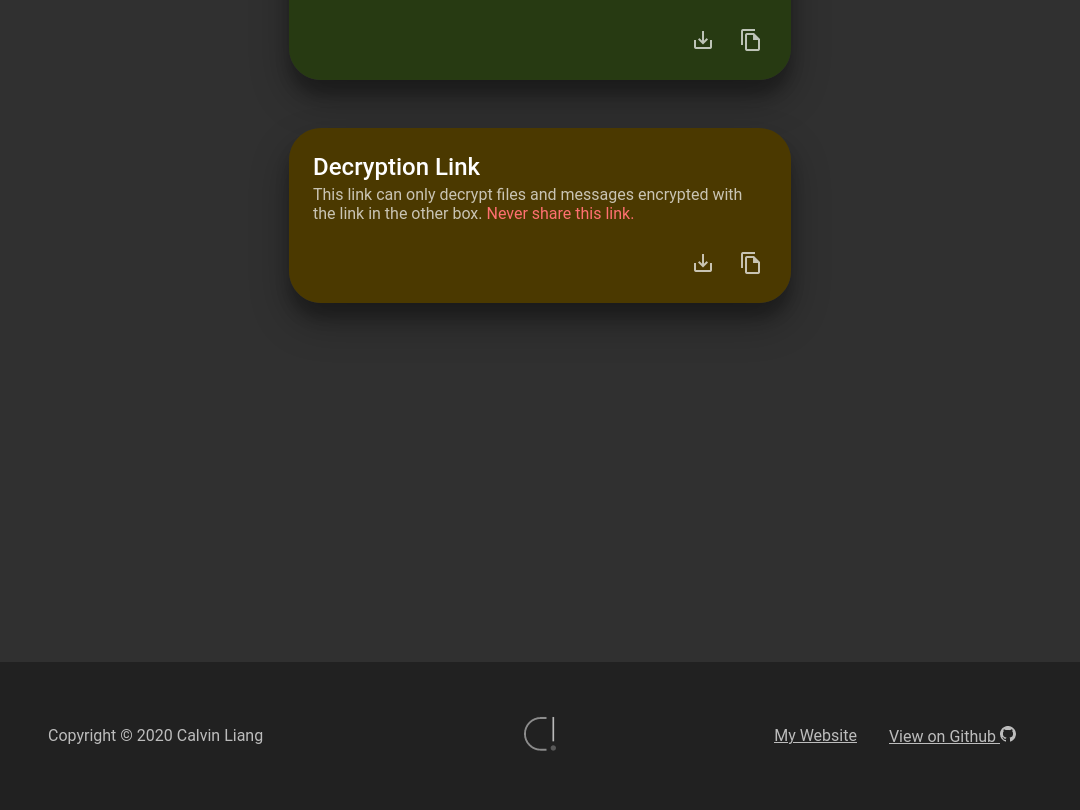 Decryption Link
This link can only decrypt files and messages encrypted with
the link in the other box. Never share this link.
Copyright © 2020 Calvin Liang
My Website
View on Github